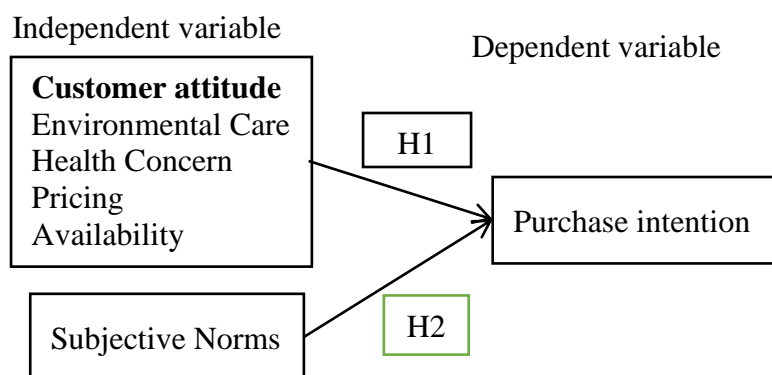 Independent variable
Dependent variable
Customer attitude
Environmental Care
Health Concern
Pricing
Availability
H1
Purchase intention
H2
Subjective Norms